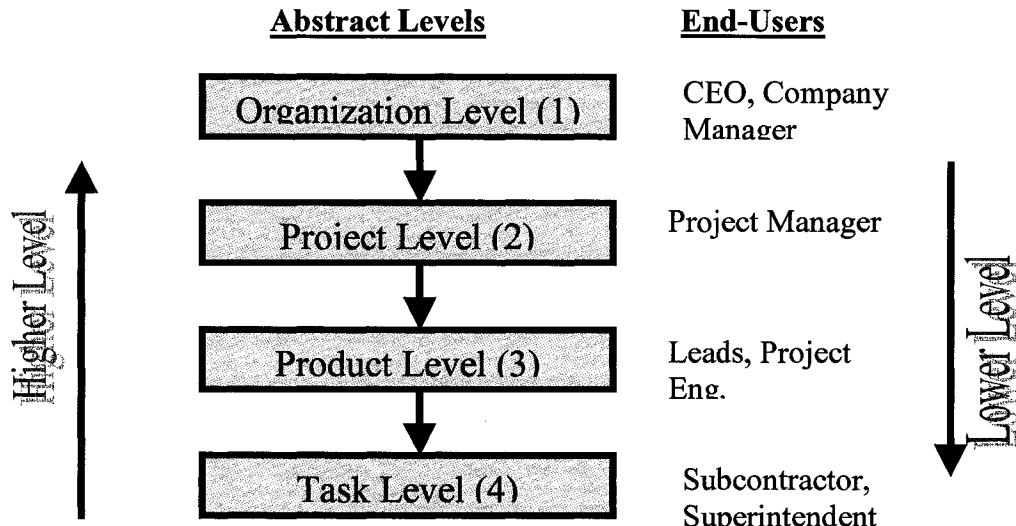 Abstract Levels End-Users
Organization Level (1)
CEO, Company
Manager
Project Level (2)
Project Manager
Product Level (3)
Leads, Project
Eng.
Task Level (4)
Subcontractor,
Superintendent
Higher Level
Lower Level